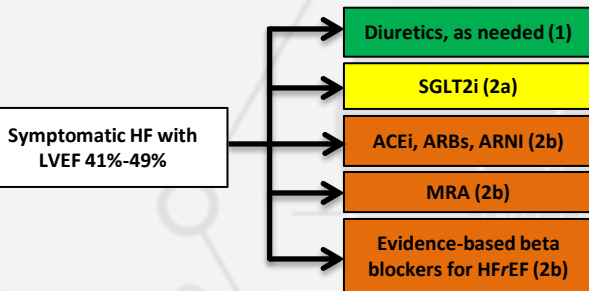 Diuretics, as needed (1)
SGLT2i (2a)
Symptomatic HF with
LVEF 41%-49%
ACEi, ARBs, ARNI (2b)
MRA (2b)
Evidence-based beta
blockers for HFrEF (2b)